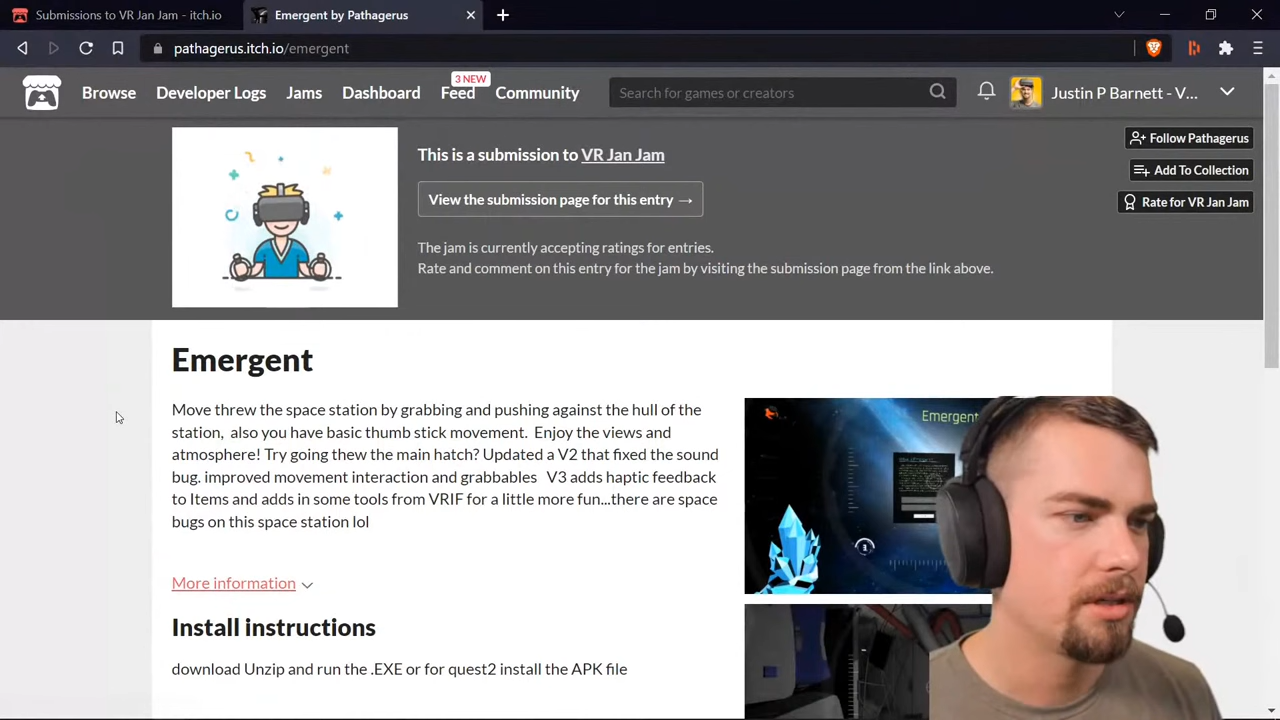 Submissions to VR Jan Jam - itch.io
Emergent by Pathagerus
pathagerus.itch.io/emergent
Browse
Developer Logs
Jams
Dashboard
3 NEW
Feed
Community
Search for games or creators
Justin P Barnett - V...
This is a submission to VR Jan Jam
View the submission page for this entry →
The jam is currently accepting ratings for entries.
Rate and comment on this entry for the jam by visiting the submission page from the link above.
Follow Pathagerus
Add To Collection
Rate for VR Jan Jam
Emergent
Move threw the space station by grabbing and pushing against the hull of the
station, also you have basic thumb stick movement. Enjoy the views and
atmosphere! Try going thew the main hatch? Updated a V2 that fixed the sound
bug, improved movement interaction and grabbables V3 adds haptic feedback
to Items and adds in some tools from VRIF for a little more fun...there are space
bugs on this space station lol
Emergent
More information
Install instructions
download Unzip and run the .EXE or for quest2 install the APK file